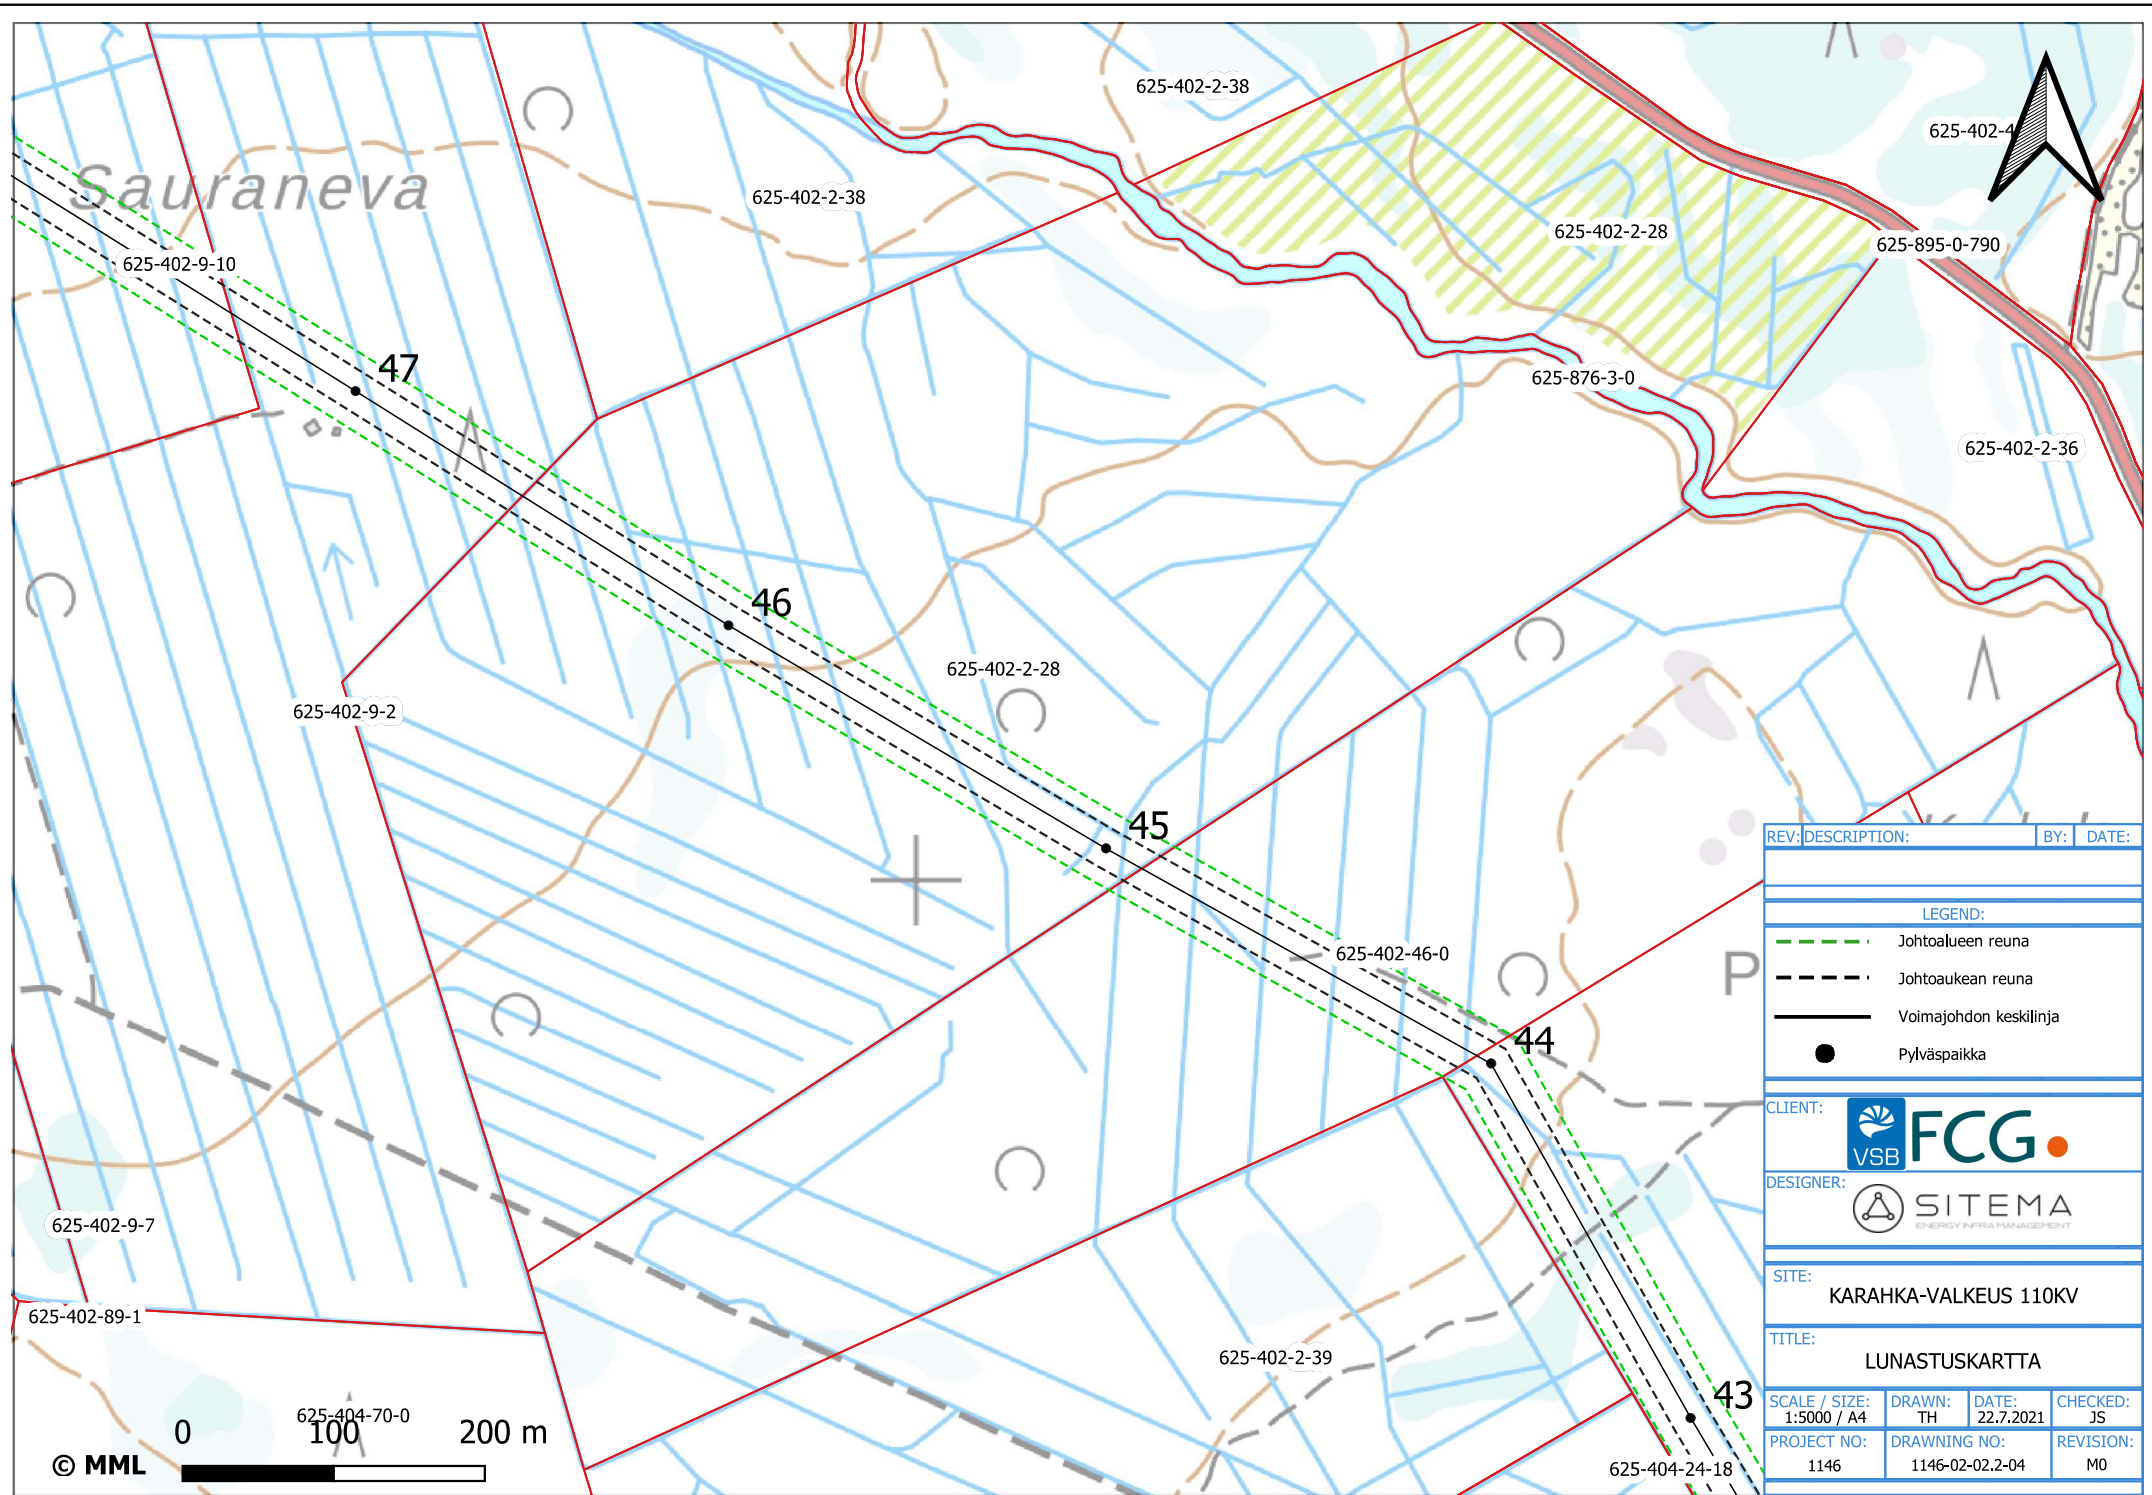 625-402-2-38
625-402-4
Sauraneva
625-402-2-38
625-402-2-28
625-895-0-790
625-402-9-10
47
625-876-3-0
625-402-2-36
46
625-402-2-28
625-402-9-2
45
625-402-46-0
P
44
625-402-9-7
625-402-89-1
625-402-2-39
43
625-404-70-0
0 100 200 m
© MML
625-404-24-18
REV: DESCRIPTION: BY: DATE:
LEGEND:
Johtoalueen reuna
Johtoaukean reuna
Voimajohdon keskilinja
Pylväspaikka
CLIENT:
VSB FCG
DESIGNER:
SITEMA
ENERGY INFRA MANAGEMENT
SITE:
KARAHKA-VALKEUS 110KV
TITLE:
LUNASTUSKARTTA
SCALE / SIZE: DRAWN: DATE: CHECKED:
1:5000 / A4 TH 22.7.2021 JS
PROJECT NO: DRAWING NO: REVISION:
1146 1146-02-02.2-04 M0